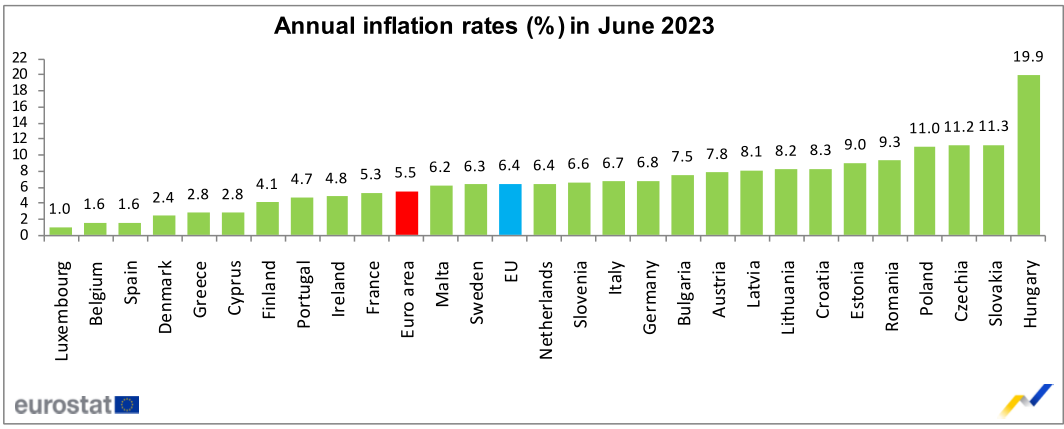 Annual inflation rates (%) in June 2023
22
20
18
16
14
12
10
8
6
4
2
0
1.0
1.6
1.6
2.4
2.8
2.8
4.1
4.7
4.8
5.3
5.5
6.2
6.3
6.4
6.4
6.6
6.7
6.8
7.5
7.8
8.1
8.2
8.3
9.0
9.3
11.0
11.2
11.3
19.9
Luxembourg
Belgium
Spain
Denmark
Greece
Cyprus
Finland
Portugal
Ireland
France
Euro area
Malta
Sweden
EU
Netherlands
Slovenia
Italy
Germany
Bulgaria
Austria
Latvia
Lithuania
Croatia
Estonia
Romania
Poland
Czechia
Slovakia
Hungary
eurostat